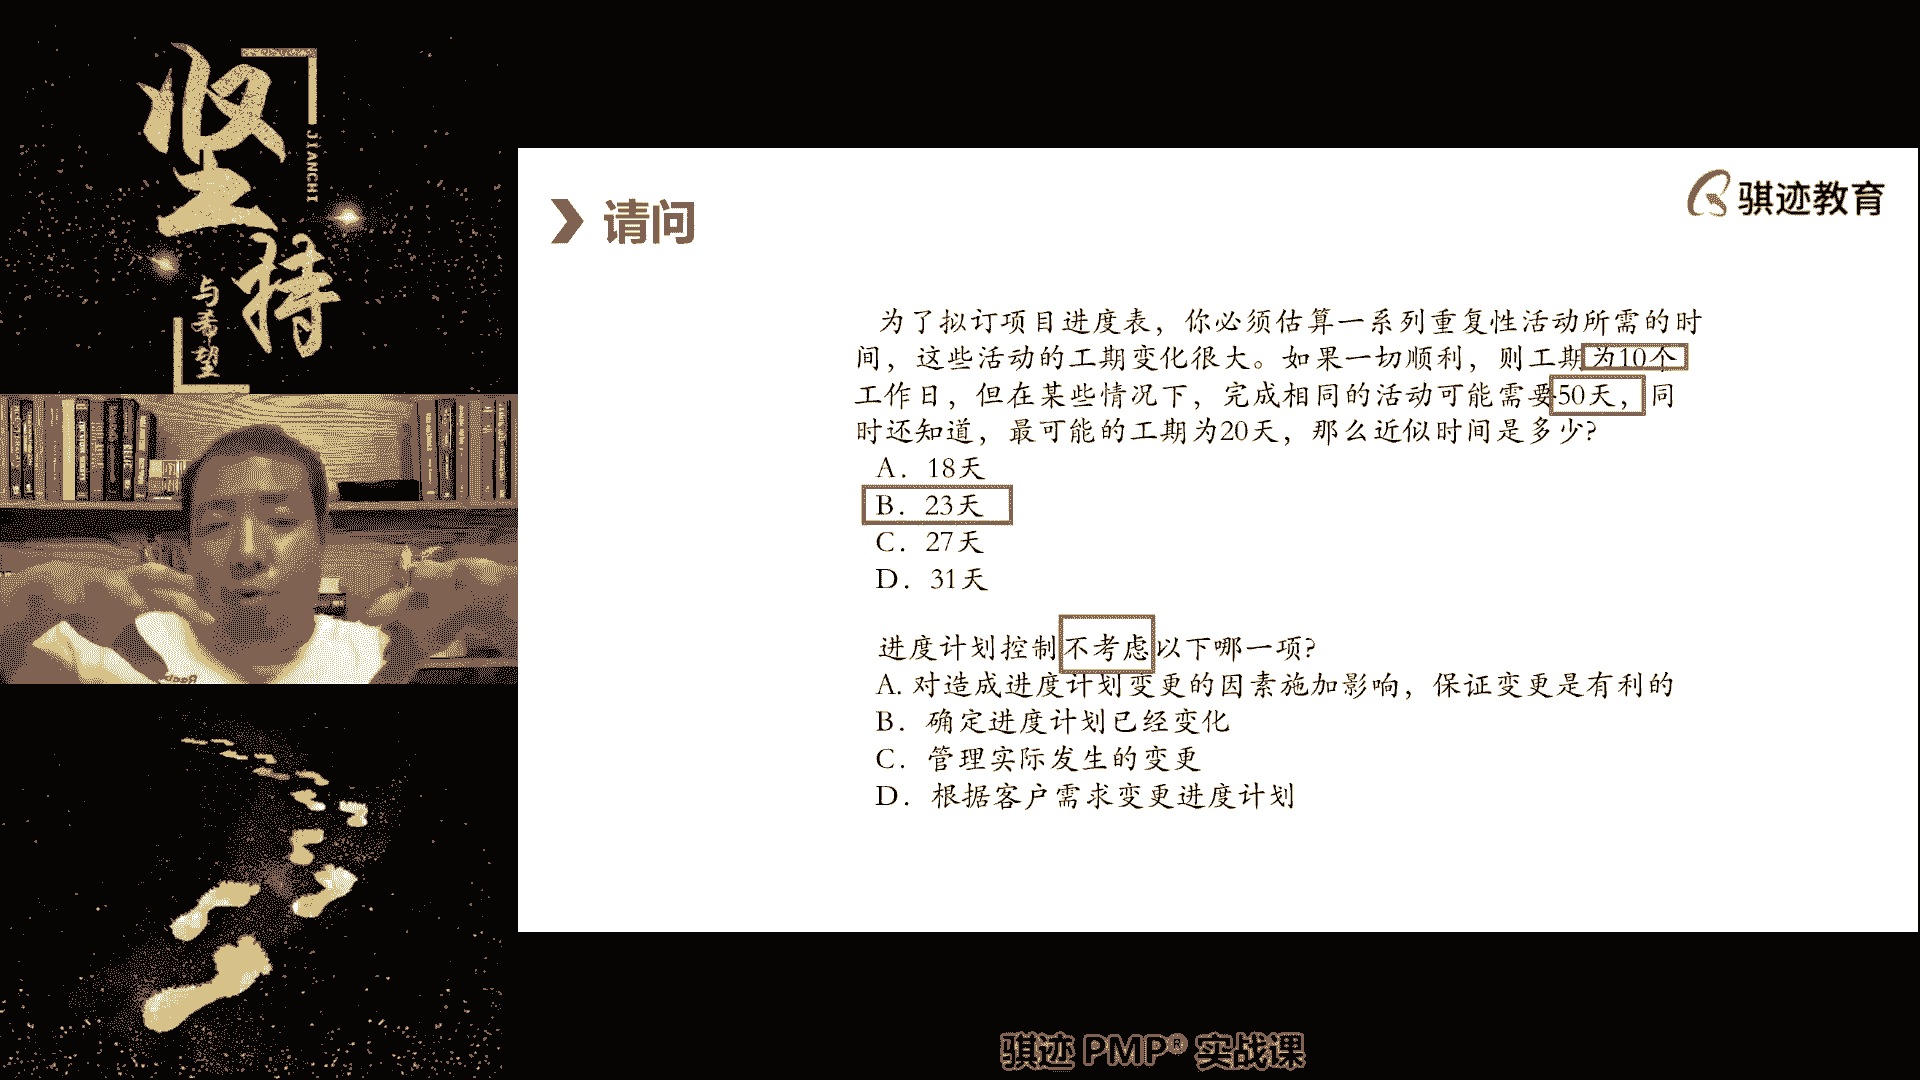 坚持
JIANCHI
与希望
请问
骐迹教育
为了拟订项目进度表，你必须估算一系列重复性活动所需的时
间，这些活动的工期变化很大。如果一切顺利，则工期为10个
工作日，但在某些情况下，完成相同的活动可能需要50天，同
时还知道，最可能的工期为20天，那么近似时间是多少?
A. 18天
B. 23天
C. 27天
D. 31天
进度计划控制不考虑以下哪一项?
A. 对造成进度计划变更的因素施加影响，保证变更是有利的
B. 确定进度计划已经变化
C. 管理实际发生的变更
D. 根据客户需求变更进度计划
骐迹 PMP® 实战课